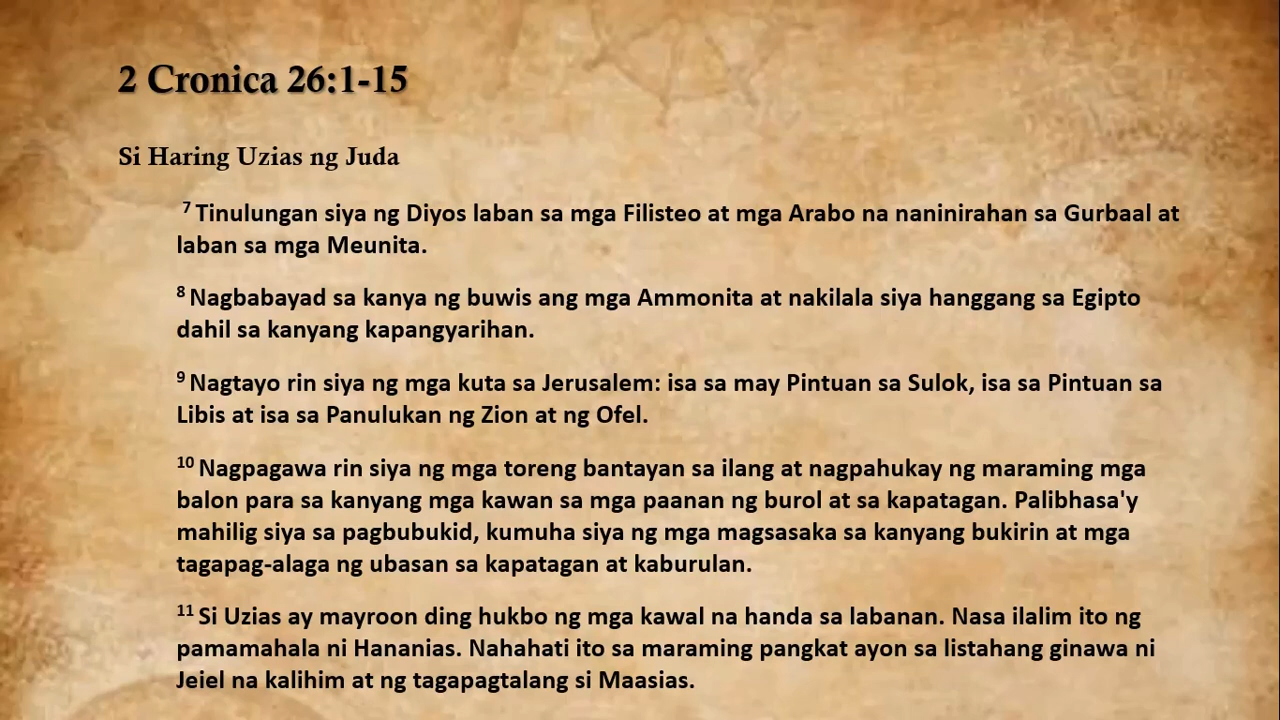 2 Cronica 26:1-15
Si Haring Uzias ng Juda
7 Tinulungan siya ng Diyos laban sa mga Filisteo at mga Arabo na naninirahan sa Gurbaal at
laban sa mga Meunita.
8 Nagbabayad sa kanya ng buwis ang mga Ammonita at nakilala siya hanggang sa Egipto
dahil sa kanyang kapangyarihan.
9 Nagtayo rin siya ng mga kuta sa Jerusalem: isa sa may Pintuan sa Sulok, isa sa Pintuan sa
Libis at isa sa Panulukan ng Zion at ng Ofel.
10 Nagpagawa rin siya ng mga toreng bantayan sa ilang at nagpahukay ng maraming mga
balon para sa kanyang mga kawan sa mga paanan ng burol at sa kapatagan. Palibhasa'y
mahilig siya sa pagbubukid, kumuha siya ng mga magsasaka sa kanyang bukirin at mga
tagapag-alaga ng ubasan sa kapatagan at kaburulan.
11 Si Uzias ay mayroon ding hukbo ng mga kawal na handa sa labanan. Nasa ilalim ito ng
pamamahala ni Hananias. Nahahati ito sa maraming pangkat ayon sa listahang ginawa ni
Jeiel na kalihim at ng tagapagtalang si Maasias.